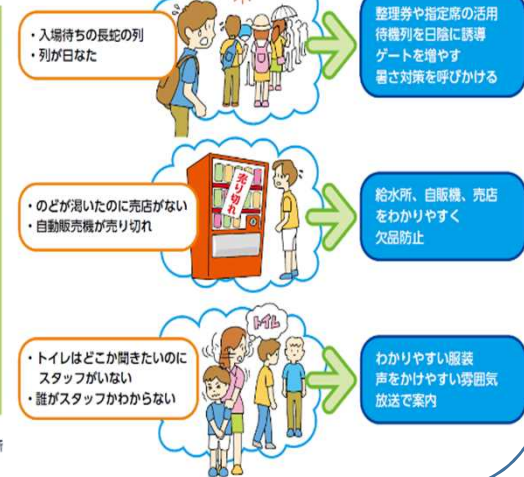 ・入場待ちの長蛇の列
・列が日なた
整理券や指定席の活用
待機列を日陰に誘導
ゲートを増やす
暑さ対策を呼びかける
・のどが渇いたのに売店がない
・自動販売機が売り切れ
売り切れ
給水所、自販機、売店
をわかりやすく
欠品防止
・トイレはどこか聞きたいのに
スタッフがいない
・誰がスタッフかわからない
トイレ
わかりやすい服装
声をかけやすい雰囲気
放送で案内